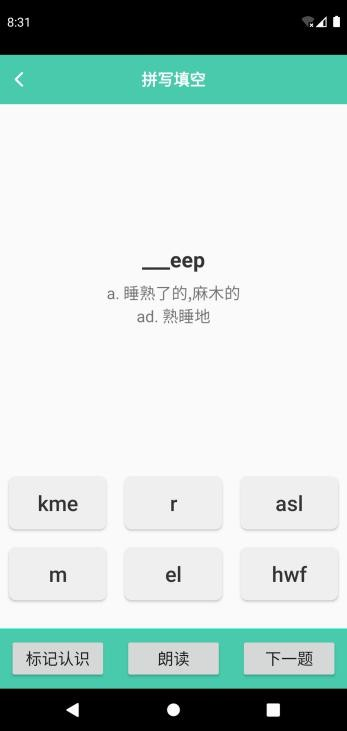 8:31
拼写填空
___eep
a. 睡熟了的,麻木的
ad. 熟睡地
kme r asl
m el hwf
标记认识 朗读 下一题